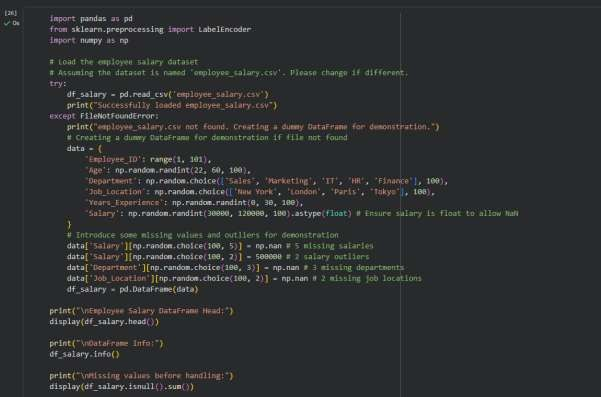 [26]
✓ 0s
import pandas as pd
from sklearn.preprocessing import LabelEncoder
import numpy as np
# Load the employee salary dataset
# Assuming the dataset is named 'employee_salary.csv'. Please change if different.
try:
    df_salary = pd.read_csv('employee_salary.csv')
    print("Successfully loaded employee_salary.csv")
except FileNotFoundError:
    print("employee_salary.csv not found. Creating a dummy DataFrame for demonstration.")
    # Creating a dummy DataFrame for demonstration if file not found
    data = {
        'Employee_ID': range(1, 101),
        'Age': np.random.randint(22, 60, 100),
        'Department': np.random.choice(['Sales', 'Marketing', 'IT', 'HR', 'Finance'], 100),
        'Job_Location': np.random.choice(['New York', 'London', 'Paris', 'Tokyo'], 100),
        'Years_Experience': np.random.randint(0, 30, 100),
        'Salary': np.random.randint(30000, 120000, 100).astype(float) # Ensure salary is float to allow NaN
    }
    # Introduce some missing values and outliers for demonstration
    data['Salary'][np.random.choice(100, 5)] = np.nan # 5 missing salaries
    data['Salary'][np.random.choice(100, 2)] = 500000 # 2 salary outliers
    data['Department'][np.random.choice(100, 3)] = np.nan # 3 missing departments
    data['Job_Location'][np.random.choice(100, 2)] = np.nan # 2 missing job locations
    df_salary = pd.DataFrame(data)
print("\nEmployee Salary DataFrame Head:")
display(df_salary.head())
print("\nDataFrame Info:")
df_salary.info()
print("\nMissing values before handling:")
display(df_salary.isnull().sum())